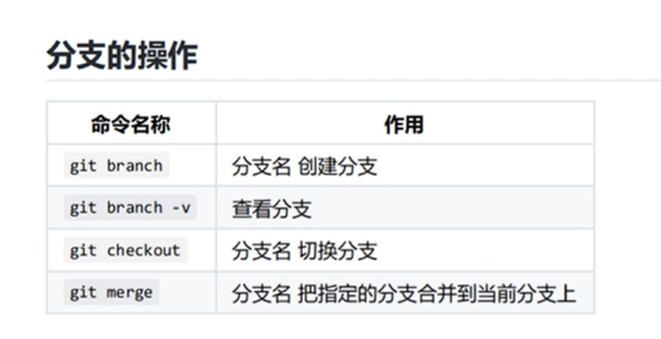 分支的操作
命令名称 作用
git branch 分支名 创建分支
git branch -v 查看分支
git checkout 分支名 切换分支
git merge 分支名 把指定的分支合并到当前分支上